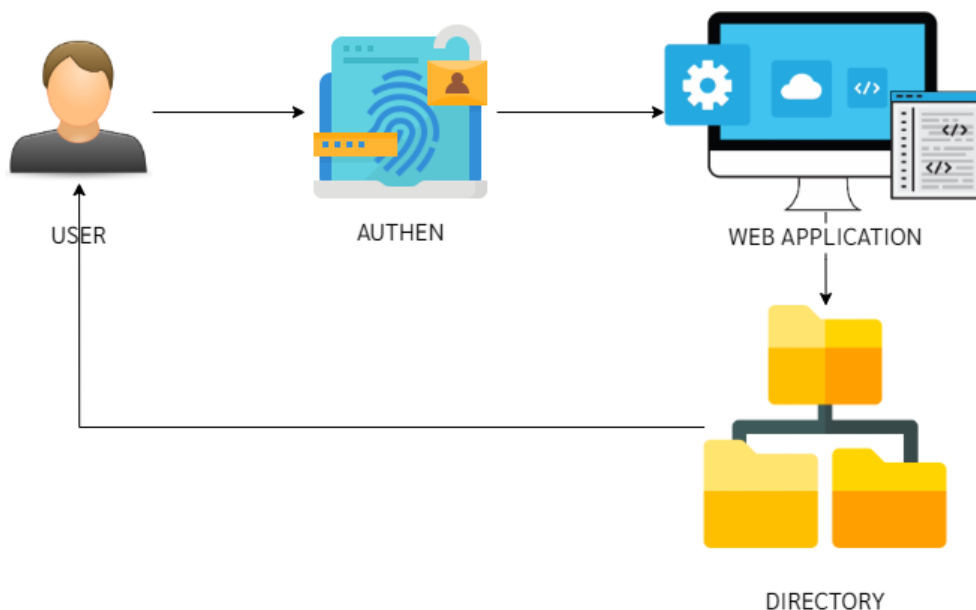 USER
AUTHEN
WEB APPLICATION
</>
</>
</>
DIRECTORY